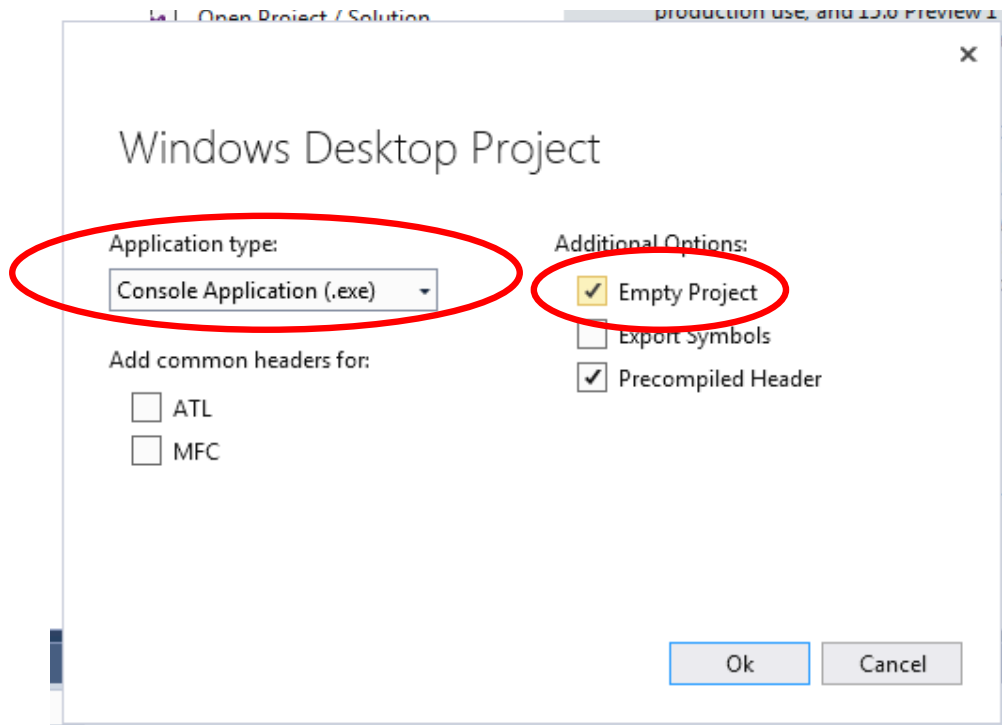 Open Project / Solution
production use, and 15.6 Preview 1
Windows Desktop Project
Application type:
Console Application (.exe)
Add common headers for:
ATL
MFC
Additional Options:
Empty Project
Export Symbols
Precompiled Header
Ok
Cancel